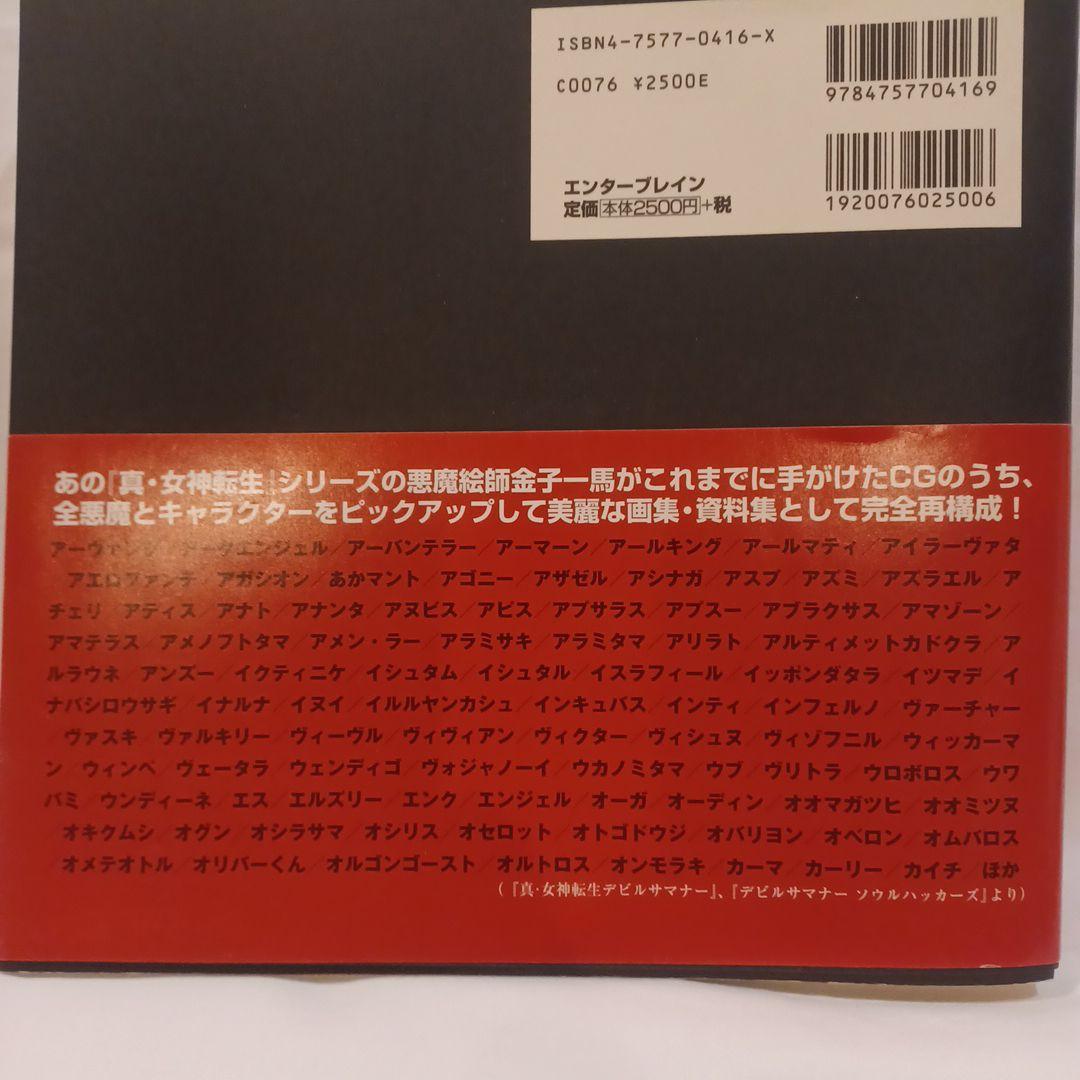 ISBN4-7577-0416-X
C0076 ¥2500E
9784757704169
エンターブレイン
定価 本体2500円+税
1920076025006
あの「真・女神転生」シリーズの悪魔絵師金子一馬がこれまでに手がけたCGのうち、
全悪魔とキャラクターをピックアップして美麗な画集・資料集として完全再構成！
アーヴァンク／アークエンジェル／アーバンテラー／アーマーン／アールキング／アールマティ／アイラーヴァタ
／アエロファンテ／アガシオン／あかマント／アゴニー／アザゼル／アシナガ／アスプ／アズミ／アズラエル／ア
チェリ／アティス／アナト／アナンタ／アヌビス／アピス／アプサラス／アプスー／アブラクサス／アマゾーン／
アマテラス／アメノフトタマ／アメン・ラー／アラミサキ／アラミタマ／アリラト／アルティメットカドクラ／ア
ルラウネ／アンズー／イクティニケ／イシュタム／イシュタル／イスラフィール／イッポンダタラ／イツマデ／イ
ナバシロウサギ／イナルナ／イヌイ／イルルヤンカシュ／インキュバス／インティ／インフェルノ／ヴァーチャー
／ヴァスキ／ヴァルキリー／ヴィーヴル／ヴィヴィアン／ヴィクター／ヴィシュヌ／ヴィゾフニル／ウィッカーマ
ン／ウィンペ／ヴェータラ／ウェンディゴ／ヴォジャノーイ／ウカノミタマ／ウブ／ヴリトラ／ウロボロス／ウワ
バミ／ウンディーネ／エス／エルズリー／エンク／エンジェル／オーガ／オーディン／オオマガツヒ／オオミツヌ
／オキクムシ／オグン／オシラサマ／オシリス／オセロット／オトゴドウジ／オバリヨン／オベロン／オムパロス
／オメテオトル／オリバーくん／オルゴンゴースト／オルトロス／オンモラキ／カーマ／カーリー／カイチ／ほか
（『真・女神転生デビルサマナー』、『デビルサマナー ソウルハッカーズ』より）